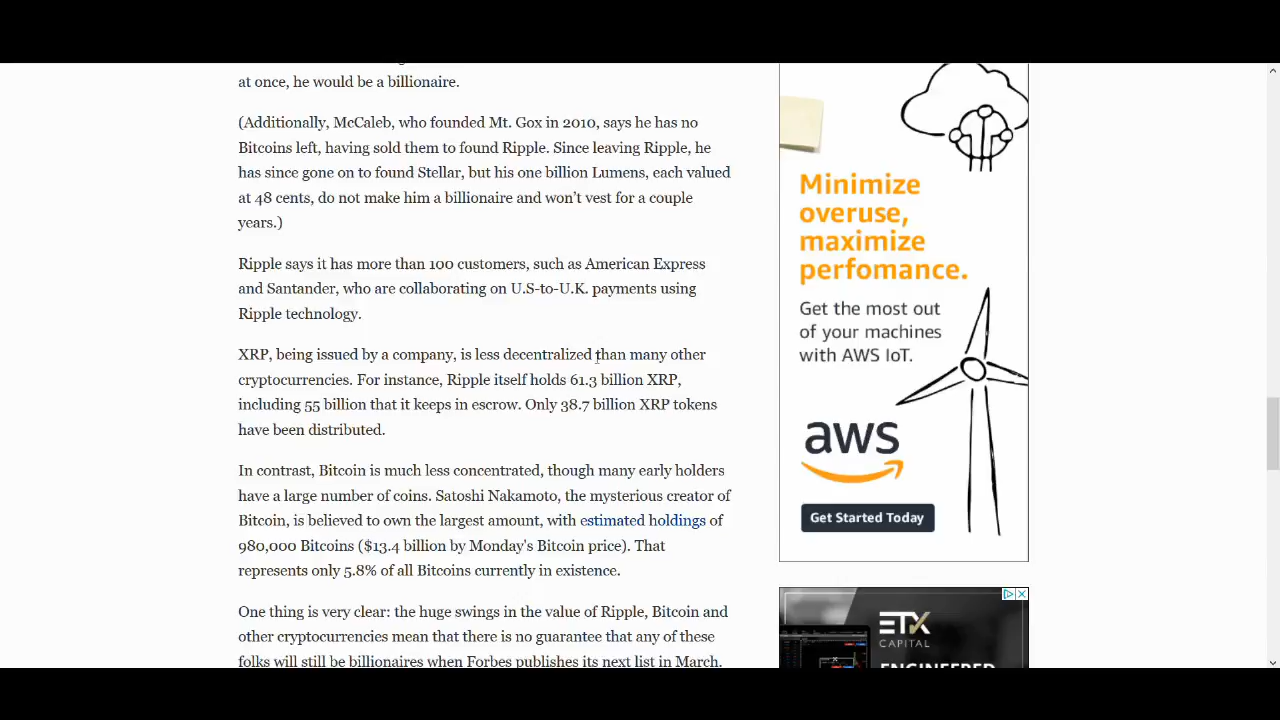 at once, he would be a billionaire.
(Additionally, McCaleb, who founded Mt. Gox in 2010, says he has no
Bitcoins left, having sold them to found Ripple. Since leaving Ripple, he
has since gone on to found Stellar, but his one billion Lumens, each valued
at 48 cents, do not make him a billionaire and won't vest for a couple
years.)
Ripple says it has more than 100 customers, such as American Express
and Santander, who are collaborating on U.S-to-U.K. payments using
Ripple technology.
XRP, being issued by a company, is less decentralized than many other
cryptocurrencies. For instance, Ripple itself holds 61.3 billion XRP,
including 55 billion that it keeps in escrow. Only 38.7 billion XRP tokens
have been distributed.
In contrast, Bitcoin is much less concentrated, though many early holders
have a large number of coins. Satoshi Nakamoto, the mysterious creator of
Bitcoin, is believed to own the largest amount, with estimated holdings of
980,000 Bitcoins ($13.4 billion by Monday's Bitcoin price). That
represents only 5.8% of all Bitcoins currently in existence.
One thing is very clear: the huge swings in the value of Ripple, Bitcoin and
other cryptocurrencies mean that there is no guarantee that any of these
folks will still be billionaires when Forbes publishes its next list in March.
Minimize
overuse,
maximize
perfomance.
Get the most out
of your machines
with AWS IoT.
aws
Get Started Today
ETX
CAPITAL
ENGINEERED